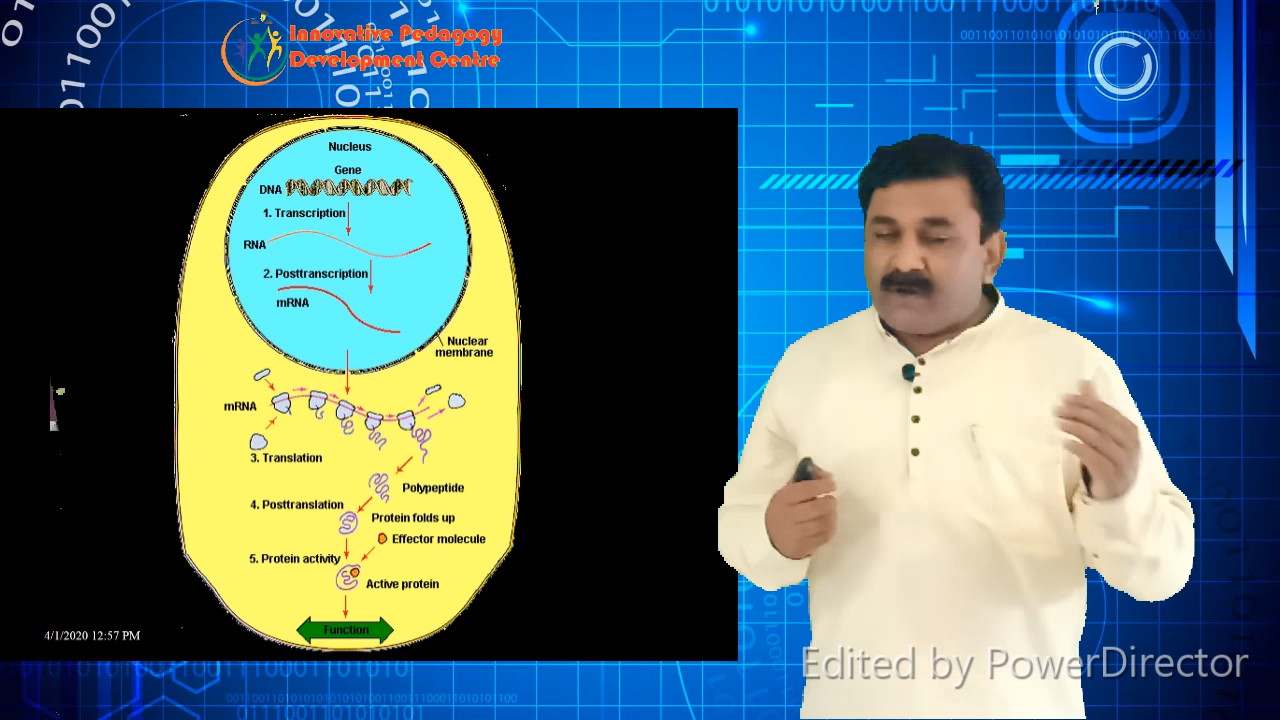 Innovative Pedagogy
Development Centre
Nucleus
Gene
DNA
1. Transcription
RNA
2. Posttranscription
mRNA
Nuclear
membrane
mRNA
3. Translation
Polypeptide
4. Posttranslation
Protein folds up
Effector molecule
5. Protein activity
Active protein
Function
4/1/2020 12:57 PM
Edited by PowerDirector